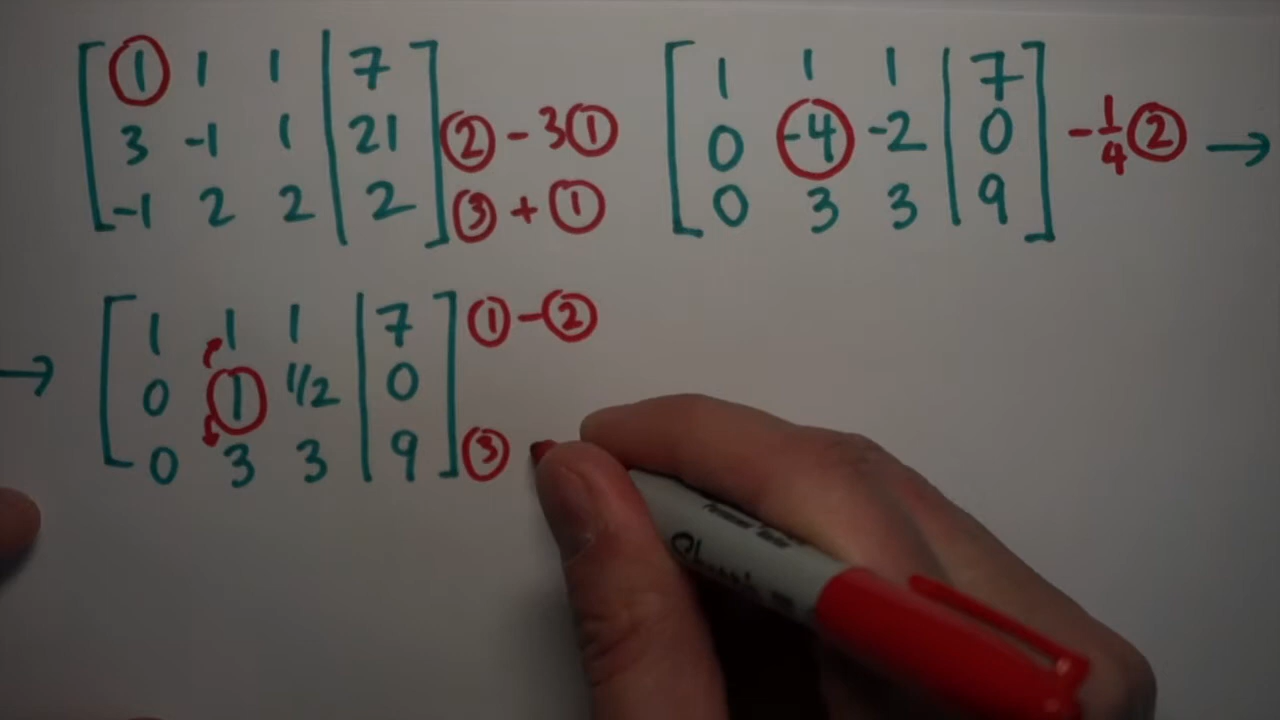 [ 1 1 1 | 7 ]
[ 3 -1 1 | 21 ] ② - 3①
[ -1 2 2 | 2 ] ③ + ①
[ 1 1 1 | 7 ]
[ 0 -4 -2 | 0 ] -1/4 ② →
[ 0 3 3 | 9 ]
[ 1 1 1 | 7 ] ① - ②
→ [ 0 1 1/2 | 0 ]
[ 0 3 3 | 9 ] ③